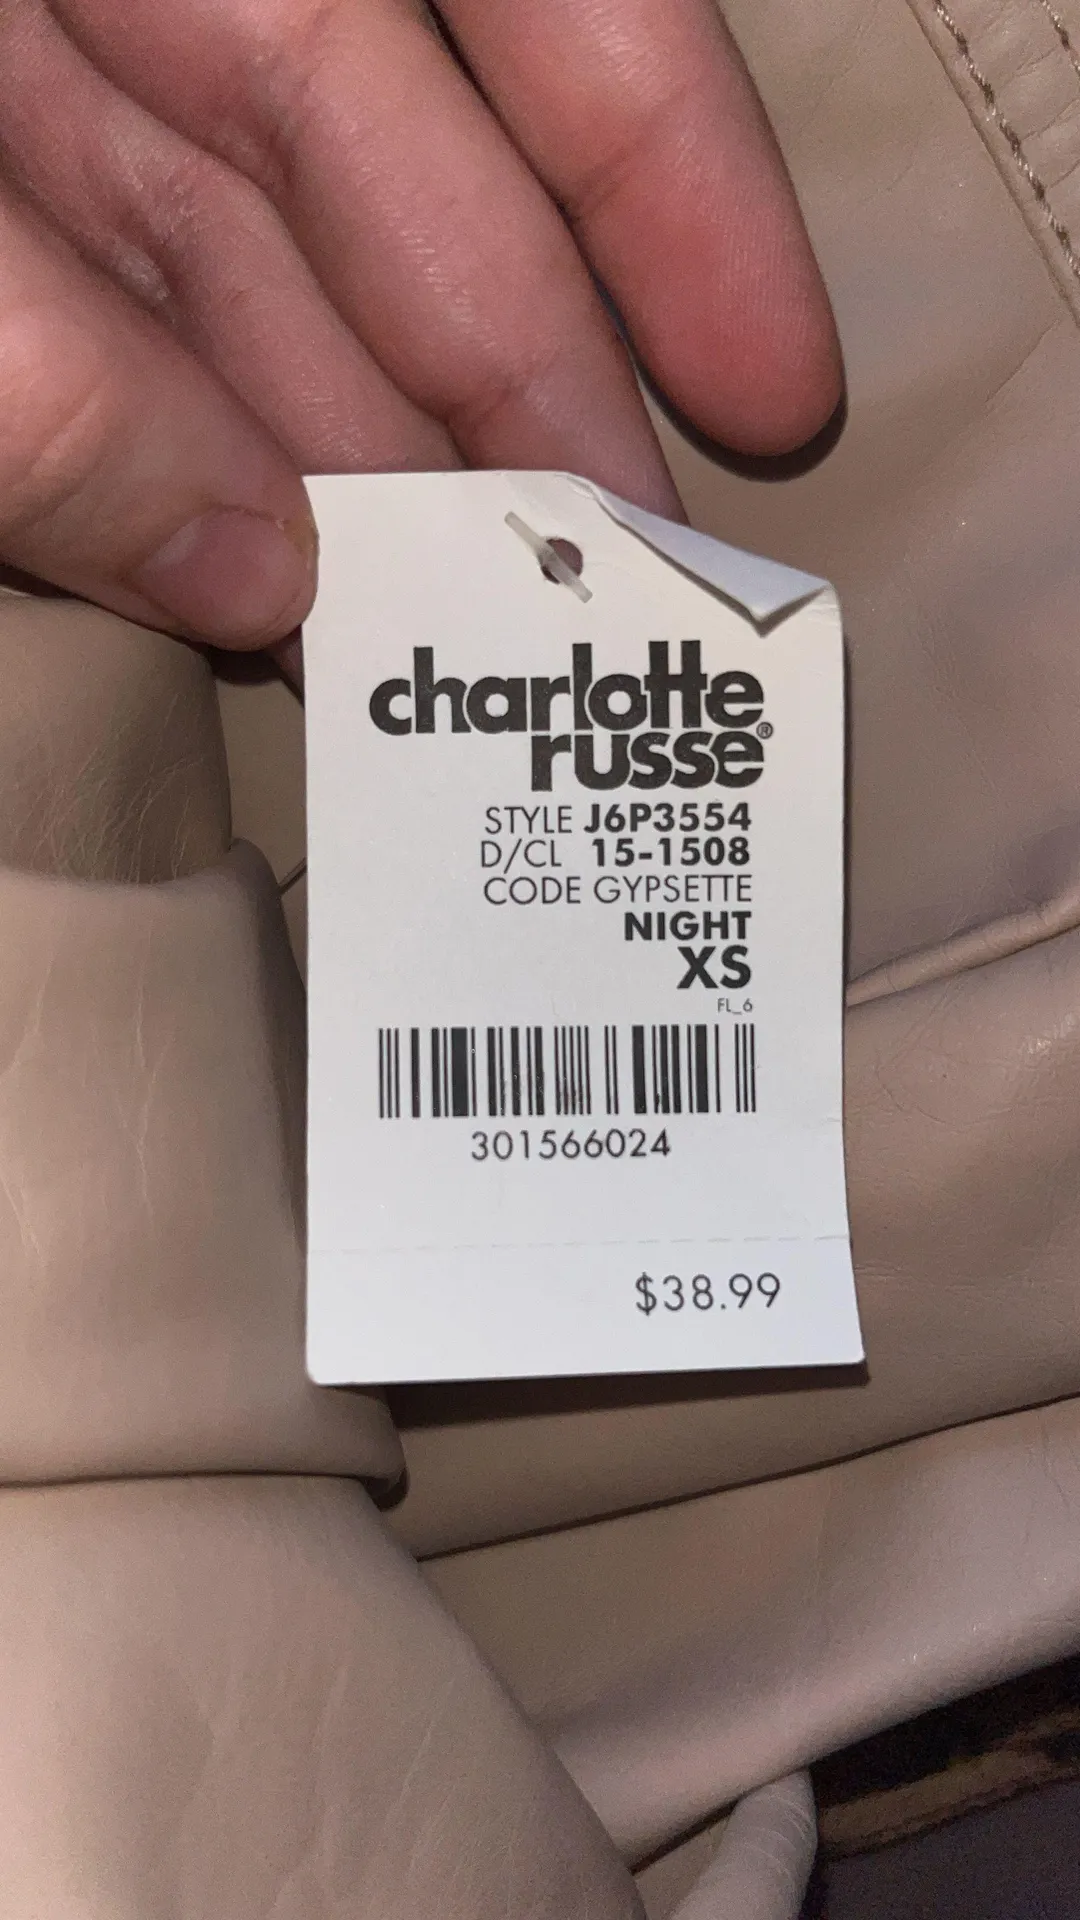 charlotte
russe®
STYLE J6P3554
D/CL 15-1508
CODE GYPSETTE
NIGHT
XS
FL_6
301566024
$38.99